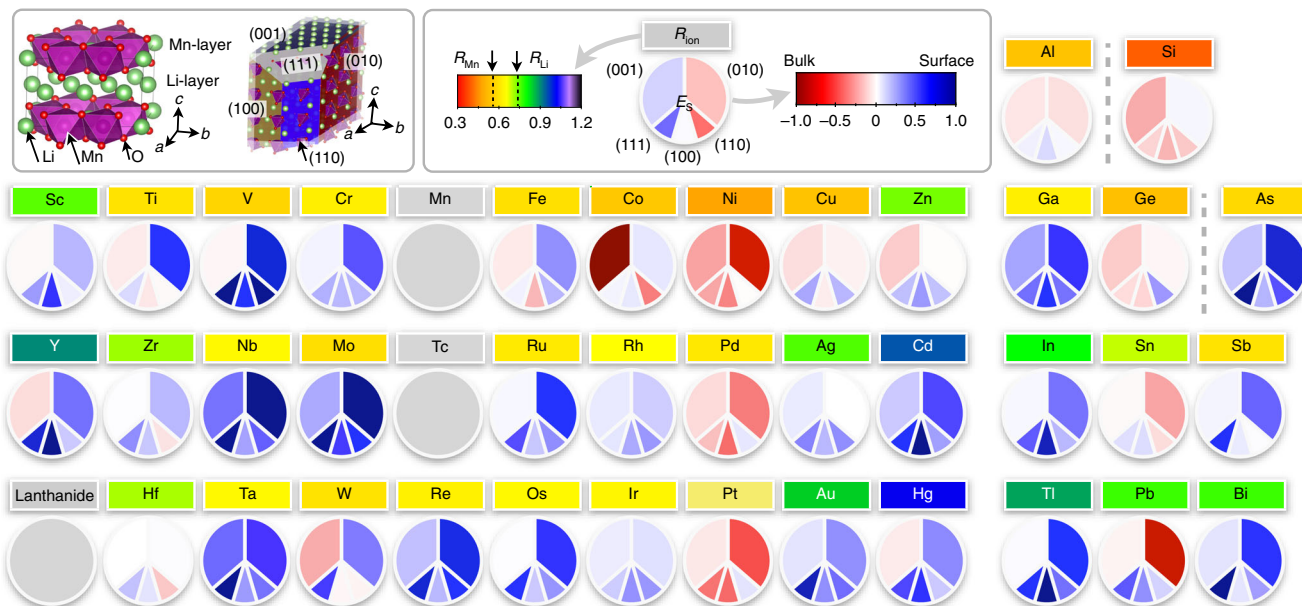 Mn-layer
Li-layer
c
b
a
Li
Mn
O
(001)
(111)
(010)
(100)
(110)
c
b
a
R_Mn
R_Li
0.3 0.6 0.9 1.2
R_ion
(001)
(010)
E_S
(111)
(100)
(110)
Bulk Surface
−1.0 −0.5 0 0.5 1.0
Al Si
Sc Ti V Cr Mn Fe Co Ni Cu Zn Ga Ge As
Y Zr Nb Mo Tc Ru Rh Pd Ag Cd In Sn Sb
Lanthanide Hf Ta W Re Os Ir Pt Au Hg Tl Pb Bi